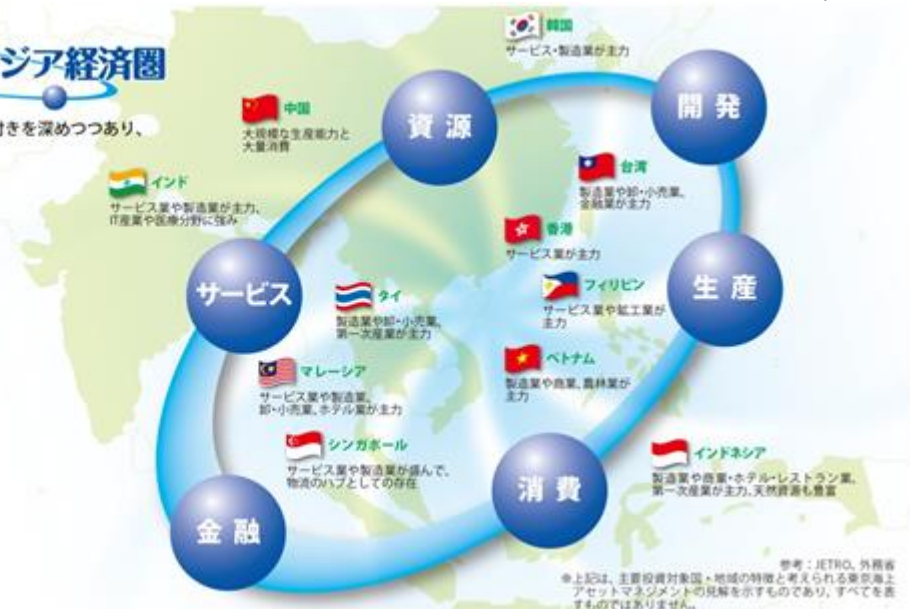 ジア経済圏
付きを深めつつあり、
韓国
サービス・製造業が主力
資源
開発
中国
大規模な生産能力と
大量消費
インド
サービス業や製造業が主力、
IT産業や医療分野に強み
台湾
製造業や卸・小売業、
金融業が主力
香港
サービス業が主力
サービス
タイ
製造業や卸・小売業、
第一次産業が主力
フィリピン
サービス業や鉱工業が
主力
生産
マレーシア
サービス業や製造業、
卸・小売業、ホテル業が主力
ベトナム
製造業や商業、農林業が
主力
シンガポール
サービス業や製造業が盛んで、
物流のハブとしての存在
消費
インドネシア
製造業や商業・ホテル・レストラン業、
第一次産業が主力、天然資源も豊富
金融
参考：JETRO、外務省
※上記は、主要投資対象国・地域の特徴と考えられる東京海上
アセットマネジメントの見解を示すものであり、すべてを表
すものではありません。